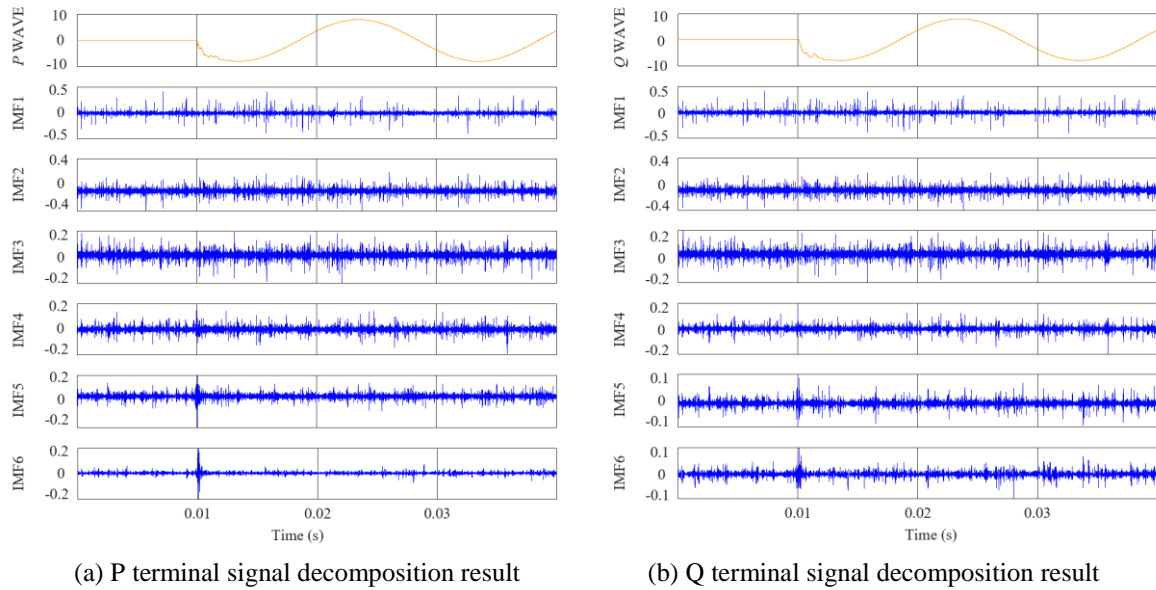 P WAVE
10
0
-10
IMF1
0.5
0
-0.5
IMF2
0.4
0
-0.4
IMF3
0.2
0
-0.2
IMF4
0.2
0
-0.2
IMF5
0.2
0
-0.2
IMF6
0.2
0
-0.2
0.01 0.02 0.03
Time (s)
(a) P terminal signal decomposition result
Q WAVE
10
0
-10
IMF1
0.5
0
-0.5
IMF2
0.4
0
-0.4
IMF3
0.2
0
-0.2
IMF4
0.2
0
-0.2
IMF5
0.1
0
-0.1
IMF6
0.1
0
-0.1
0.01 0.02 0.03
Time (s)
(b) Q terminal signal decomposition result